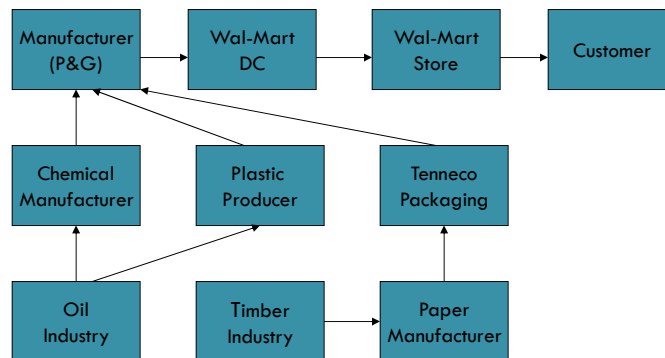 Manufacturer
(P&G)
Wal-Mart
DC
Wal-Mart
Store
Customer
Chemical
Manufacturer
Plastic
Producer
Tenneco
Packaging
Oil
Industry
Timber
Industry
Paper
Manufacturer